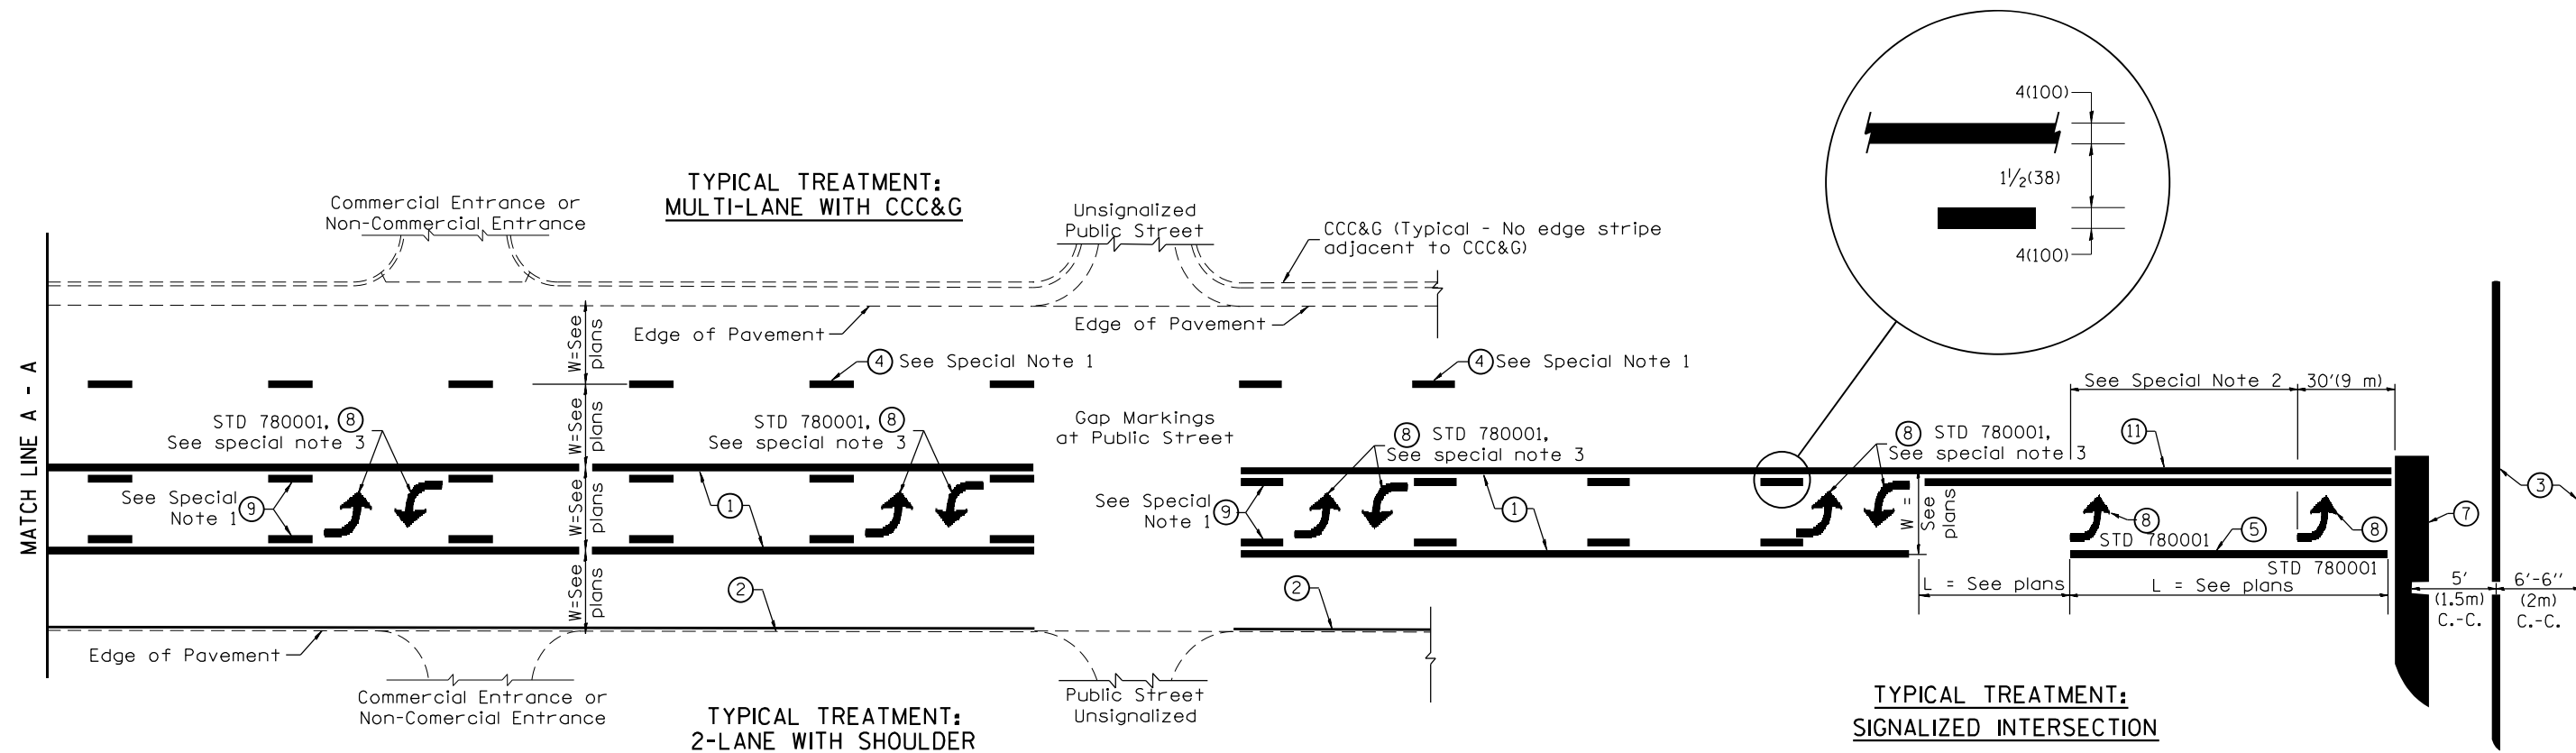 4(100)
1 1/2(38)
4(100)
TYPICAL TREATMENT:
MULTI-LANE WITH CCC&G
Commercial Entrance or
Non-Commercial Entrance
Unsignalized
Public Street
CCC&G (Typical - No edge stripe
adjacent to CCC&G)
Edge of Pavement
Edge of Pavement
MATCH LINE A - A
W=See
plans
W=See
plans
W=See
plans
W=See
plans
4 See Special Note 1
4 See Special Note 1
STD 780001, 8
See special note 3
STD 780001, 8
See special note 3
Gap Markings
at Public Street
8 STD 780001,
See special note 3
8 STD 780001,
See special note 3
See Special Note 2
30'(9 m)
11
See Special
Note 1
9
1
See Special
Note 1
9
1
W =
See
plans
8
STD 780001
5
8
STD 780001
7
3
L = See plans
L = See plans
5'
(1.5m)
C.-C.
6'-6''
(2m)
C.-C.
2
2
Edge of Pavement
Commercial Entrance or
Non-Comercial Entrance
Public Street
Unsignalized
TYPICAL TREATMENT:
2-LANE WITH SHOULDER
TYPICAL TREATMENT:
SIGNALIZED INTERSECTION